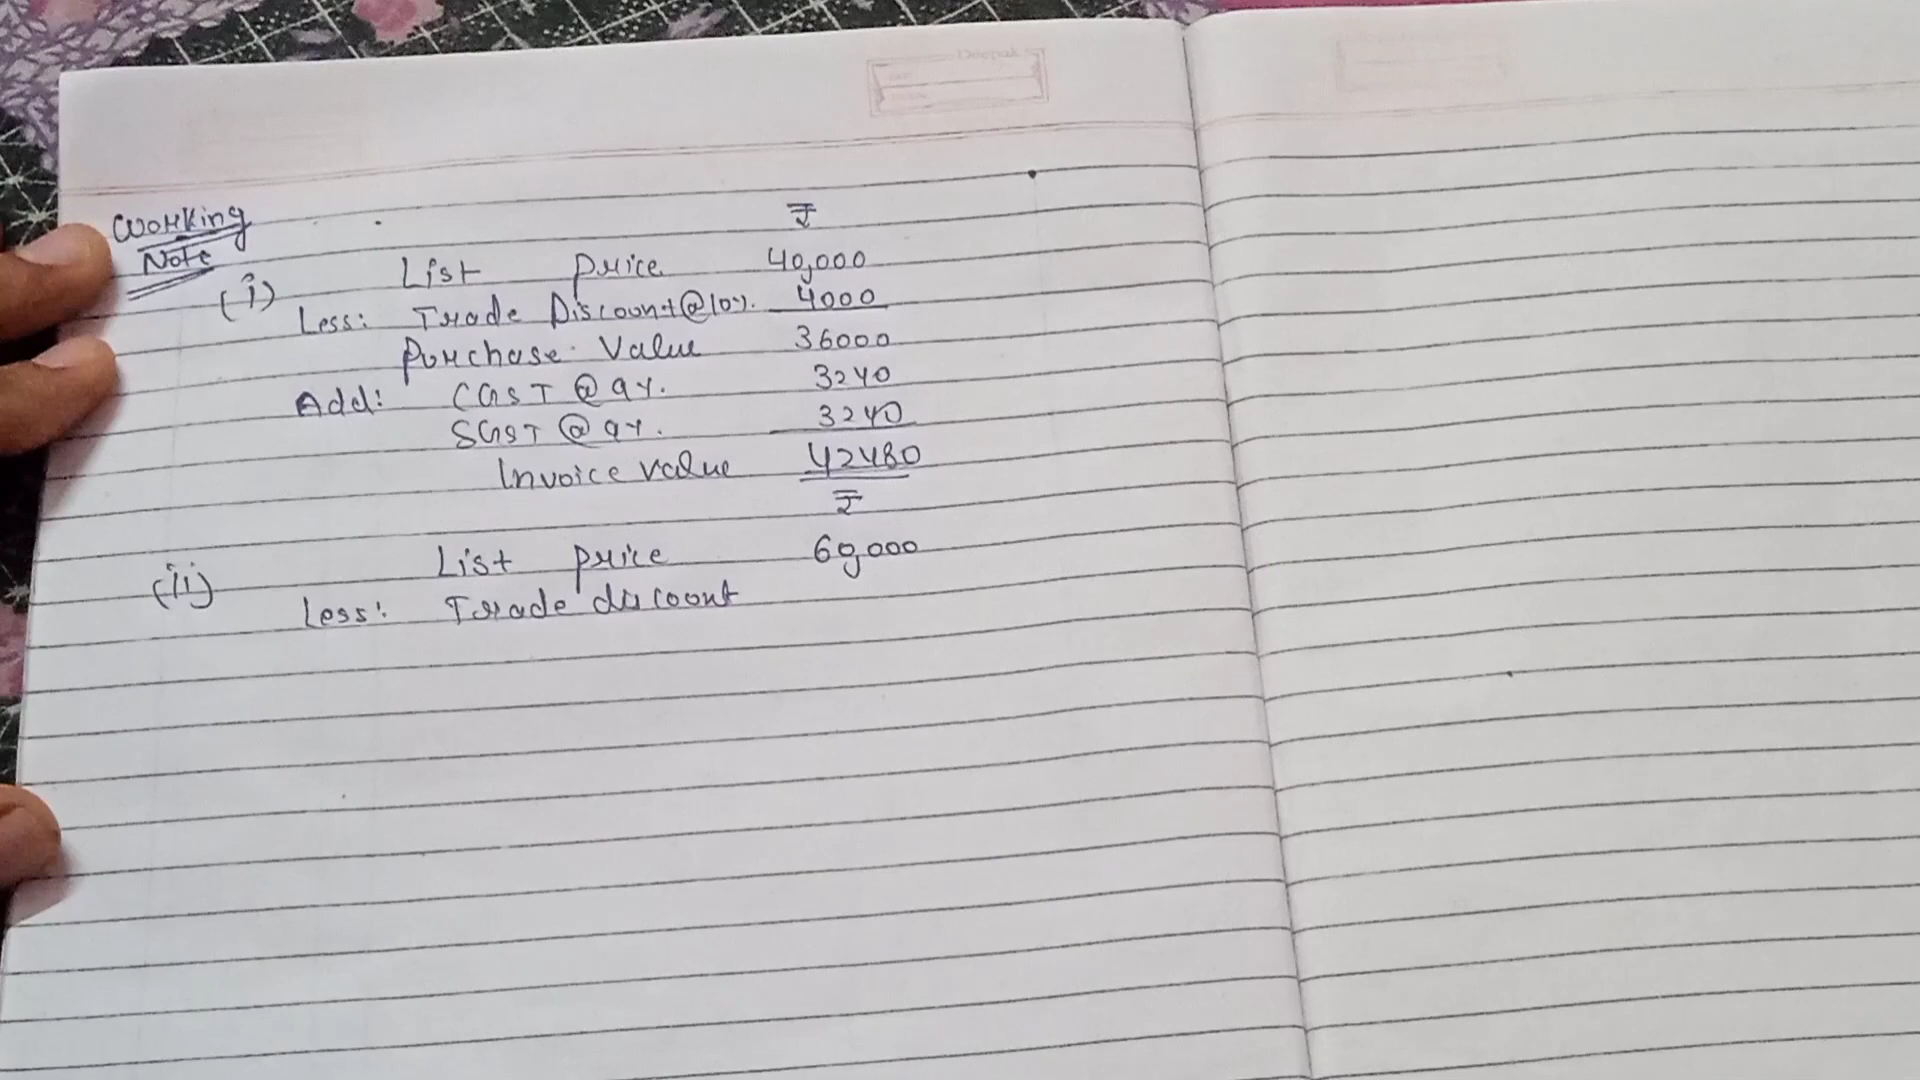 Deepak
Working
Note
₹
(i) List price 40,000
Less: Trade Discount@10%. 4000
Purchase Value 36000
Add: CGST @ 9%. 3240
SGST @ 9%. 3240
Invoice value 42480
₹
(ii) List price 60,000
Less: Trade discount